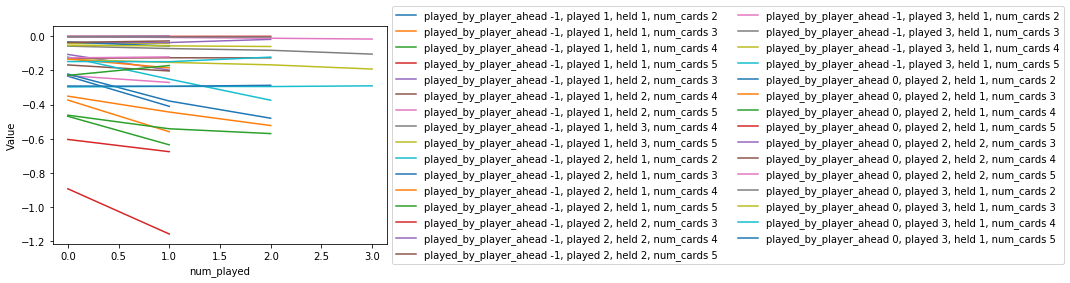 0.0
−0.2
−0.4
−0.6
−0.8
−1.0
−1.2
Value
0.0 0.5 1.0 1.5 2.0 2.5 3.0
num_played
played_by_player_ahead -1, played 1, held 1, num_cards 2
played_by_player_ahead -1, played 1, held 1, num_cards 3
played_by_player_ahead -1, played 1, held 1, num_cards 4
played_by_player_ahead -1, played 1, held 1, num_cards 5
played_by_player_ahead -1, played 1, held 2, num_cards 3
played_by_player_ahead -1, played 1, held 2, num_cards 4
played_by_player_ahead -1, played 1, held 2, num_cards 5
played_by_player_ahead -1, played 1, held 3, num_cards 4
played_by_player_ahead -1, played 1, held 3, num_cards 5
played_by_player_ahead -1, played 2, held 1, num_cards 2
played_by_player_ahead -1, played 2, held 1, num_cards 3
played_by_player_ahead -1, played 2, held 1, num_cards 4
played_by_player_ahead -1, played 2, held 1, num_cards 5
played_by_player_ahead -1, played 2, held 2, num_cards 3
played_by_player_ahead -1, played 2, held 2, num_cards 4
played_by_player_ahead -1, played 2, held 2, num_cards 5
played_by_player_ahead -1, played 3, held 1, num_cards 2
played_by_player_ahead -1, played 3, held 1, num_cards 3
played_by_player_ahead -1, played 3, held 1, num_cards 4
played_by_player_ahead -1, played 3, held 1, num_cards 5
played_by_player_ahead 0, played 2, held 1, num_cards 2
played_by_player_ahead 0, played 2, held 1, num_cards 3
played_by_player_ahead 0, played 2, held 1, num_cards 4
played_by_player_ahead 0, played 2, held 1, num_cards 5
played_by_player_ahead 0, played 2, held 2, num_cards 3
played_by_player_ahead 0, played 2, held 2, num_cards 4
played_by_player_ahead 0, played 2, held 2, num_cards 5
played_by_player_ahead 0, played 3, held 1, num_cards 2
played_by_player_ahead 0, played 3, held 1, num_cards 3
played_by_player_ahead 0, played 3, held 1, num_cards 4
played_by_player_ahead 0, played 3, held 1, num_cards 5